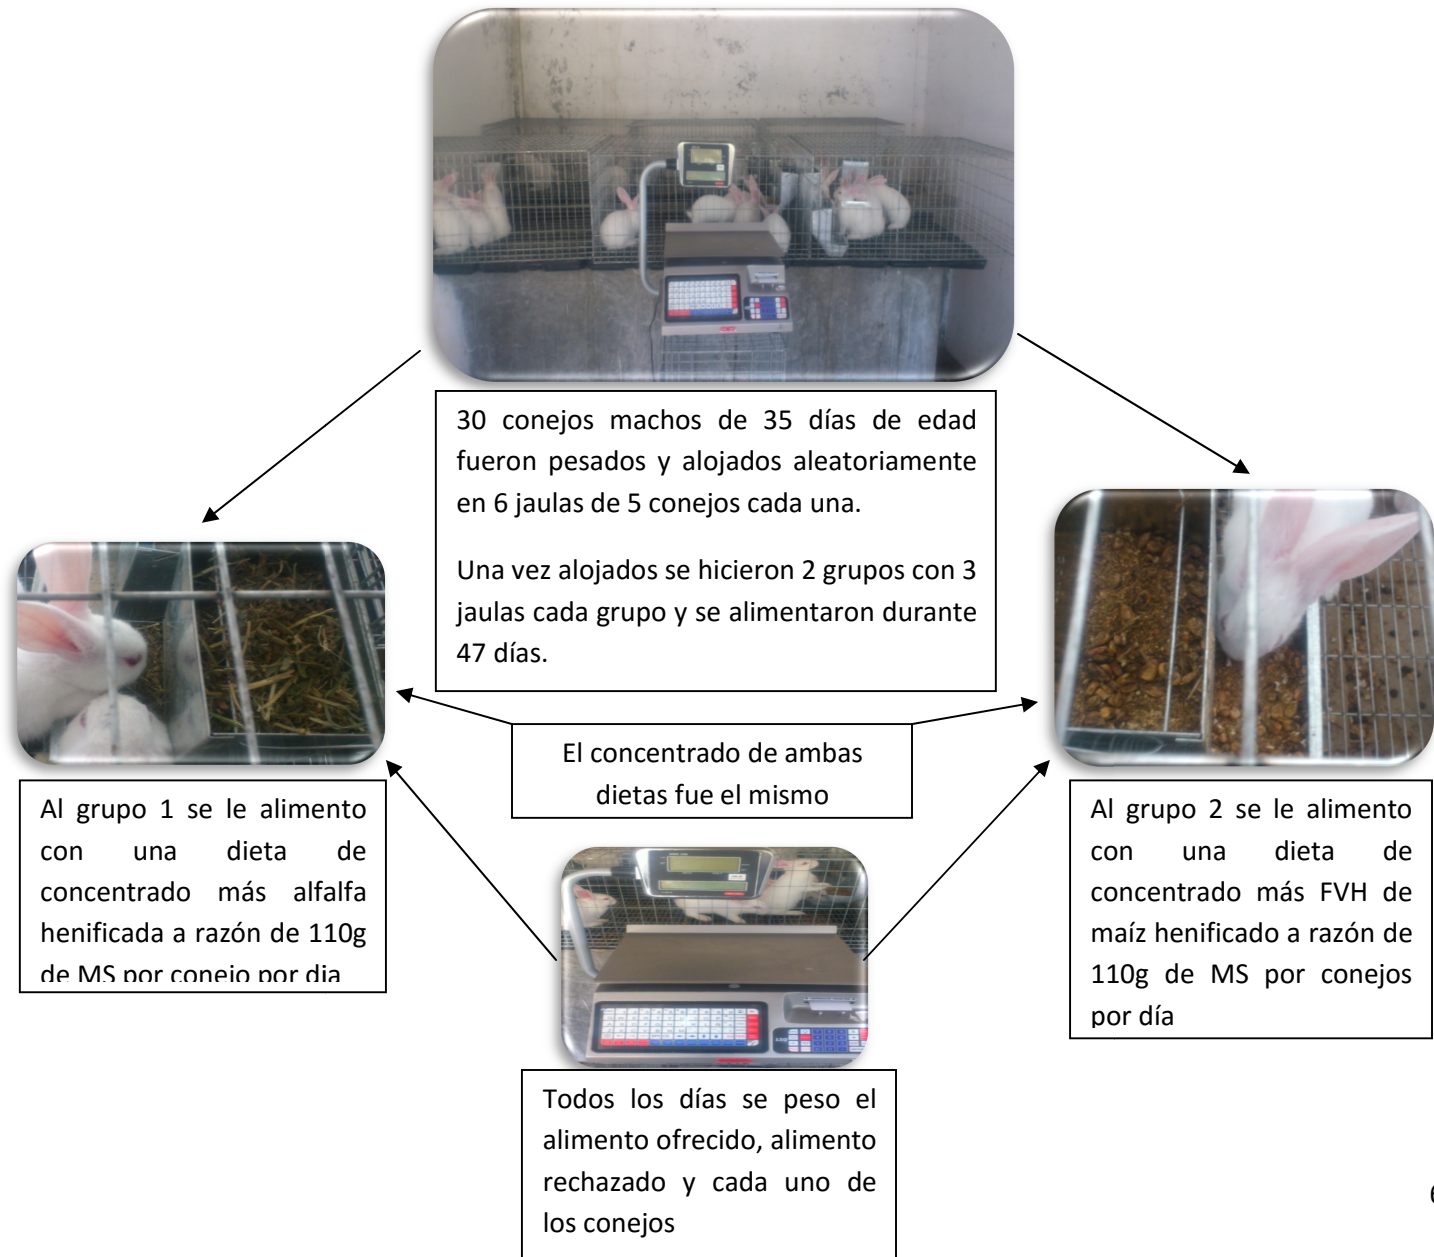 30 conejos machos de 35 días de edad
fueron pesados y alojados aleatoriamente
en 6 jaulas de 5 conejos cada una.
Una vez alojados se hicieron 2 grupos con 3
jaulas cada grupo y se alimentaron durante
47 días.
El concentrado de ambas
dietas fue el mismo
Al grupo 1 se le alimento
con una dieta de
concentrado más alfalfa
henificada a razón de 110g
de MS por conejo por dia
Al grupo 2 se le alimento
con una dieta de
concentrado más FVH de
maíz henificado a razón de
110g de MS por conejos
por día
Todos los días se peso el
alimento ofrecido, alimento
rechazado y cada uno de
los conejos